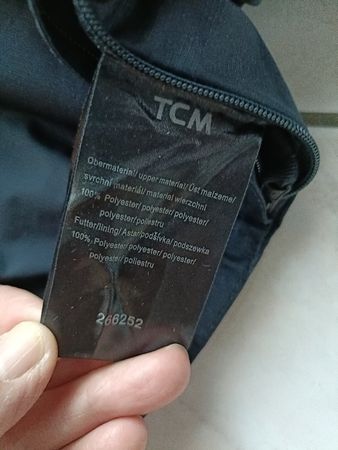 TCM
Obermaterial/upper material/Üst malzeme/
svrchní materiál/materiał wierzchni
100% Polyester/polyester/polyester/
polyester/poliestru
Futter/lining/Astar/podšívka/podszewka
100% Polyester/polyester/polyester/
polyester/poliestru
266252